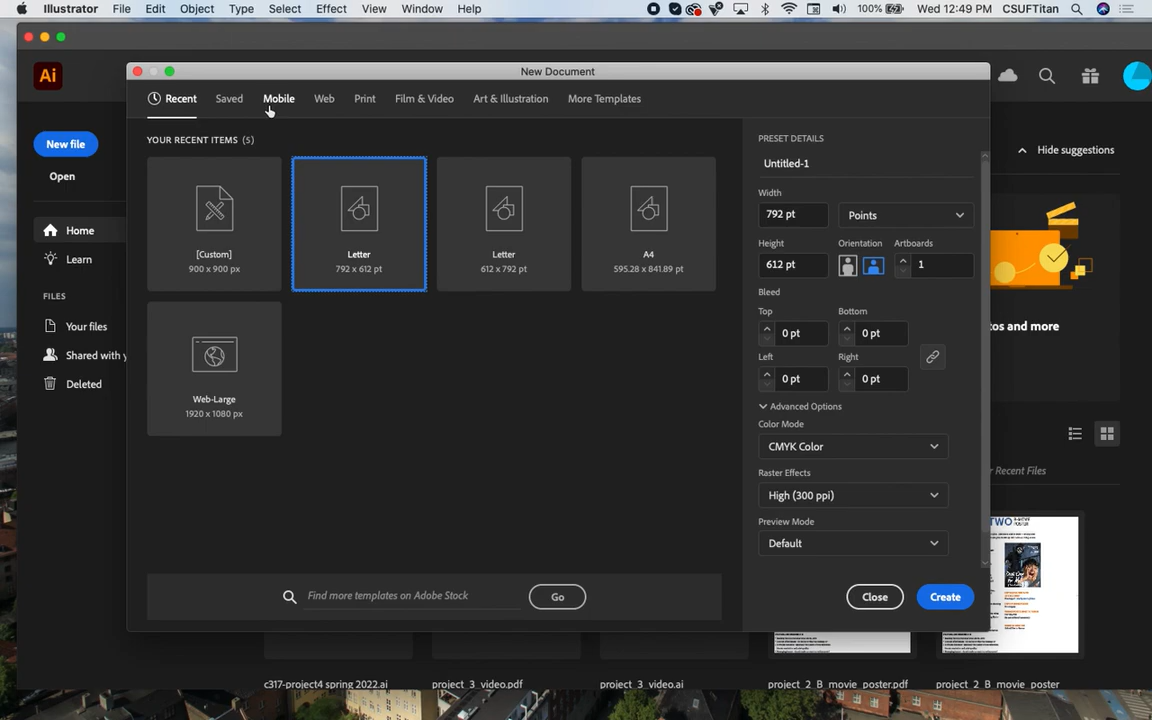 Illustrator File Edit Object Type Select Effect View Window Help 100% Wed 12:49 PM CSUFTitan
New Document
Ai
Recent Saved Mobile Web Print Film & Video Art & Illustration More Templates
New file
Open
Home
Learn
FILES
Your files
Shared with y
Deleted
YOUR RECENT ITEMS (5)
[Custom]
900 x 900 px
Letter
792 x 612 pt
Letter
612 x 792 pt
A4
595.28 x 841.89 pt
Web-Large
1920 x 1080 px
Find more templates on Adobe Stock Go
PRESET DETAILS
Untitled-1
Width
792 pt Points
Height Orientation Artboards
612 pt 1
Bleed
Top Bottom
0 pt 0 pt
Left Right
0 pt 0 pt
Advanced Options
Color Mode
CMYK Color
Raster Effects
High (300 ppi)
Preview Mode
Default
Close Create
Hide suggestions
os and more
Recent Files
c317-project4 spring 2022.ai project_3_video.pdf project_3_video.ai project_2_B_movie_poster.pdf project_2_B_movie_poster